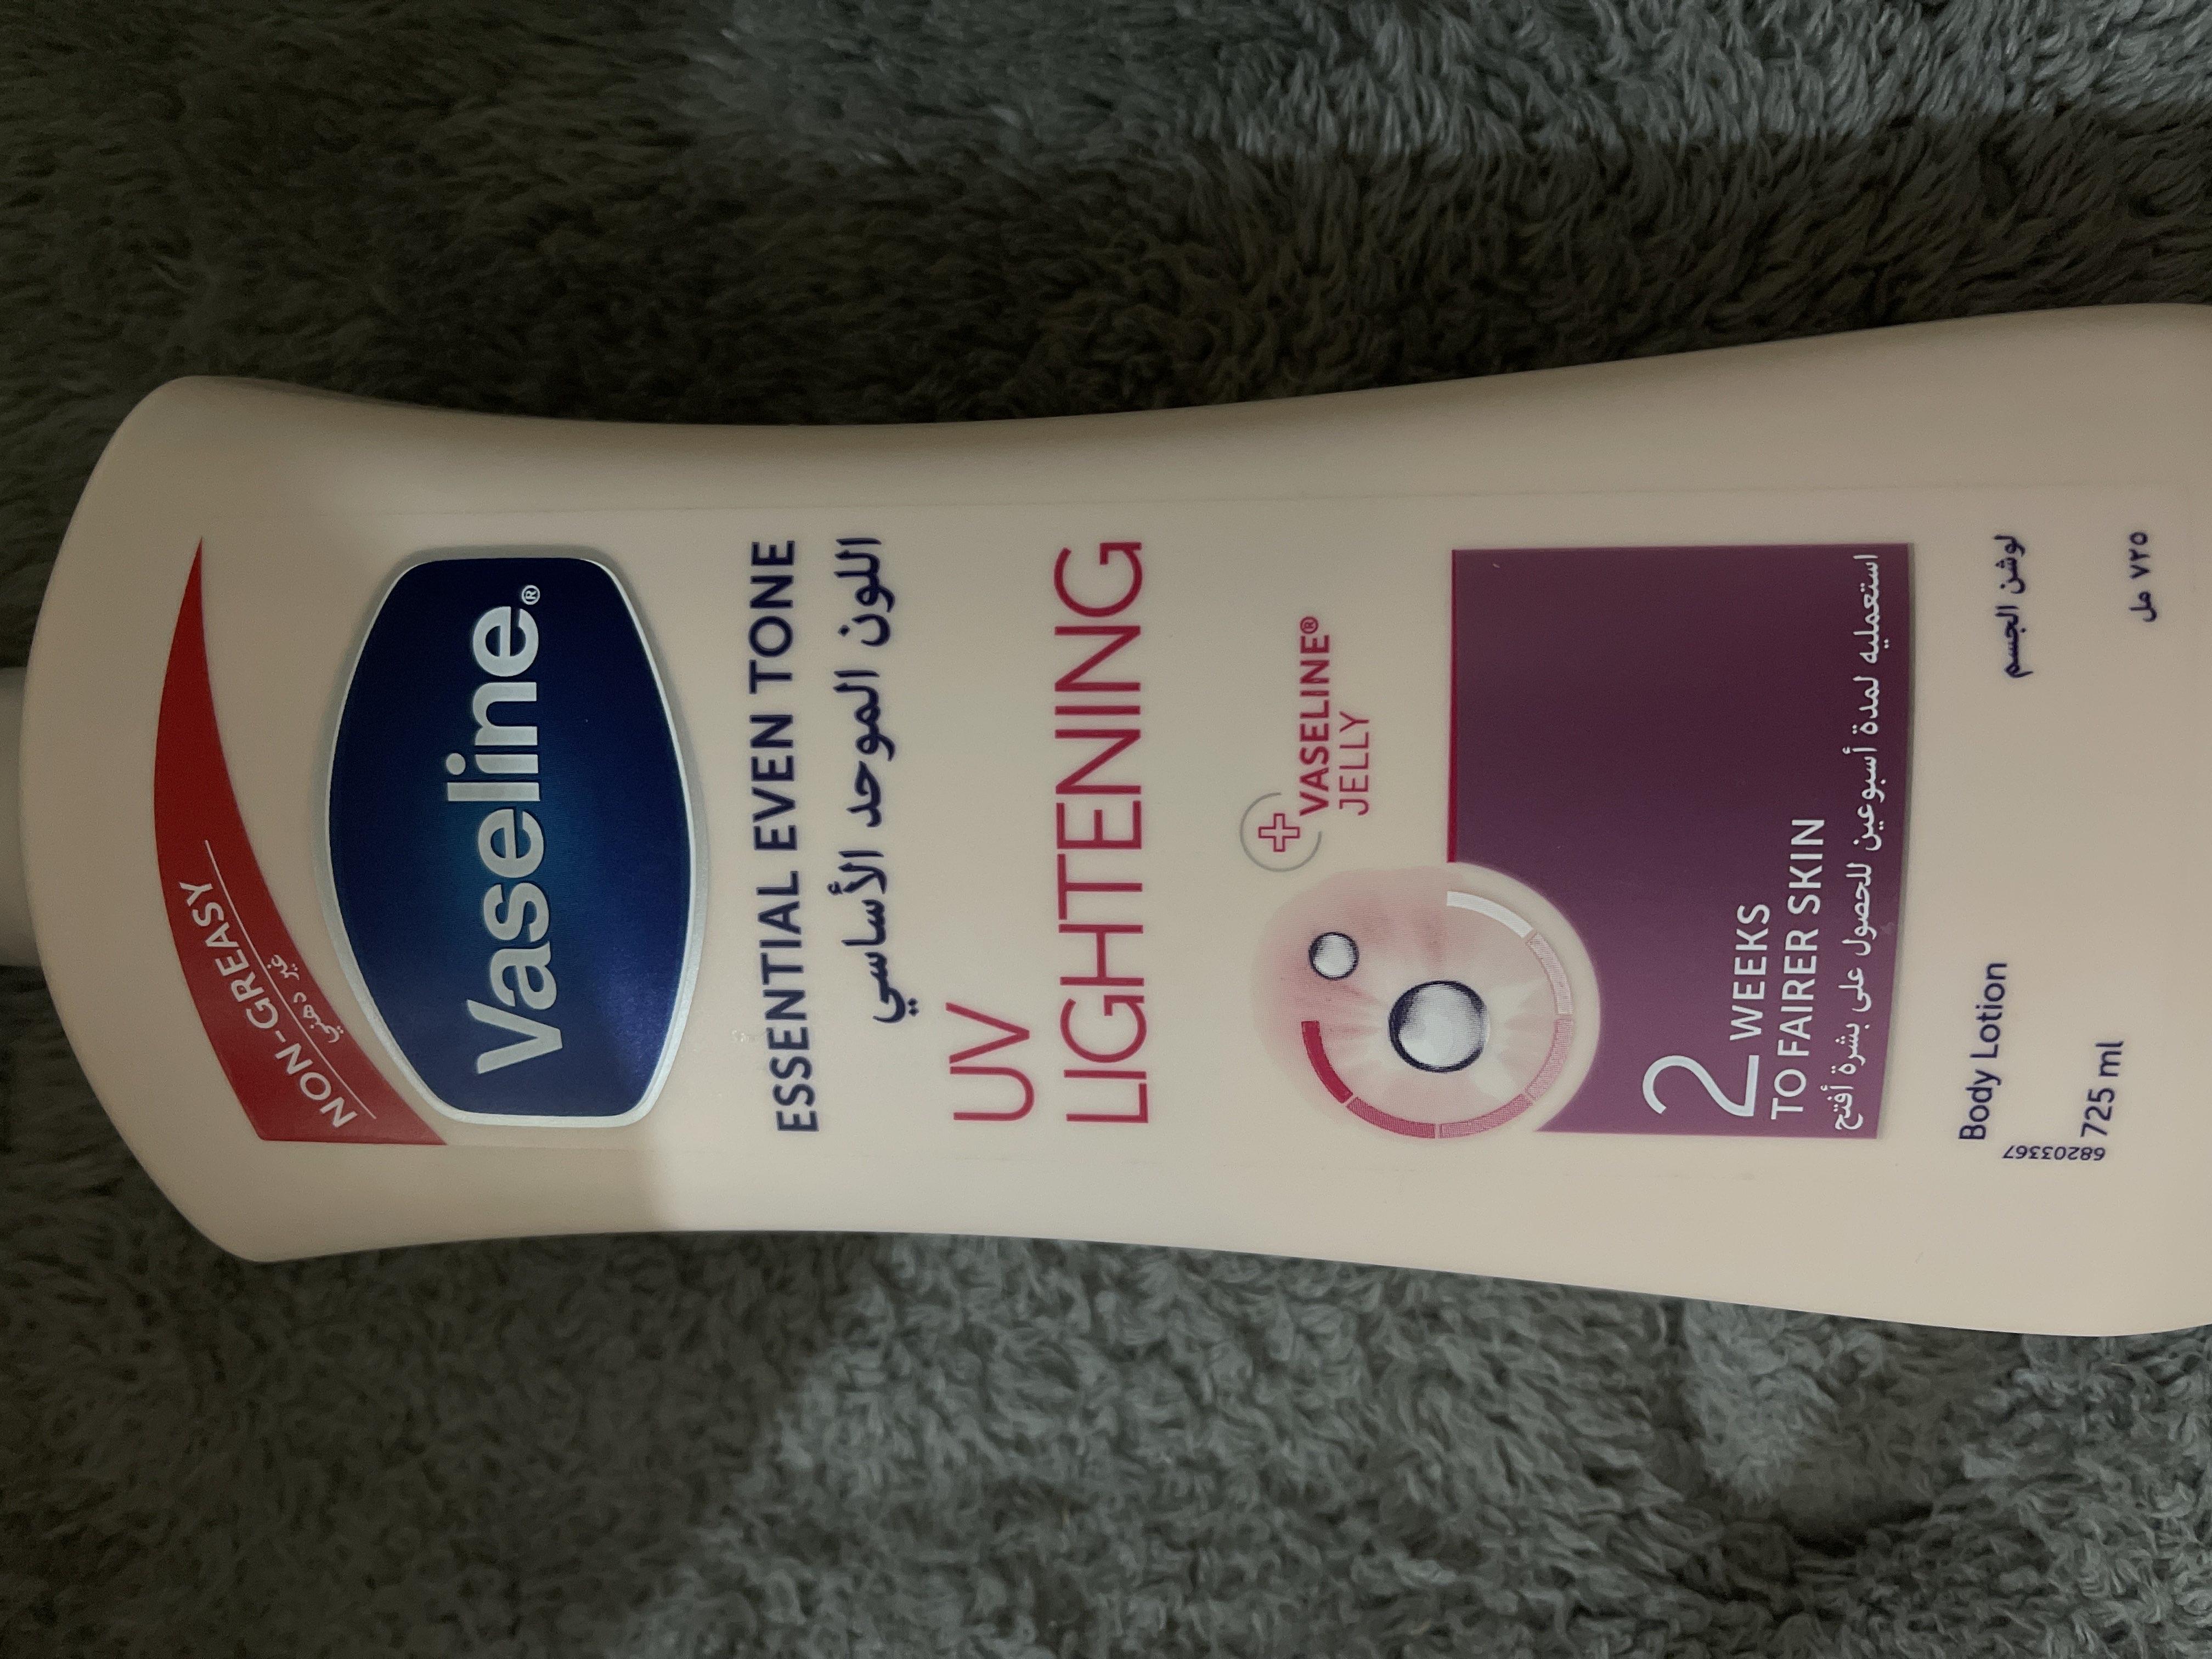 NON-GREASY
غير دهني
Vaseline®
ESSENTIAL EVEN TONE
اللون الموحد الأساسي
UV
LIGHTENING
VASELINE®
JELLY
2 WEEKS
TO FAIRER SKIN
استعمليه لمدة أسبوعين للحصول على بشرة أفتح
Body Lotion لوشن الجسم
68203367
725 ml ٧٢٥ مل